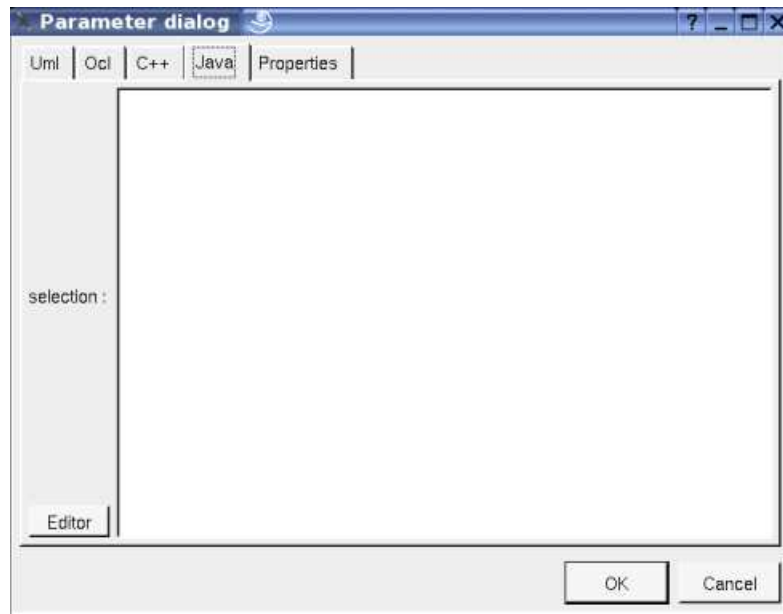 Parameter dialog
Uml Ocl C++ Java Properties
selection :
Editor
OK Cancel